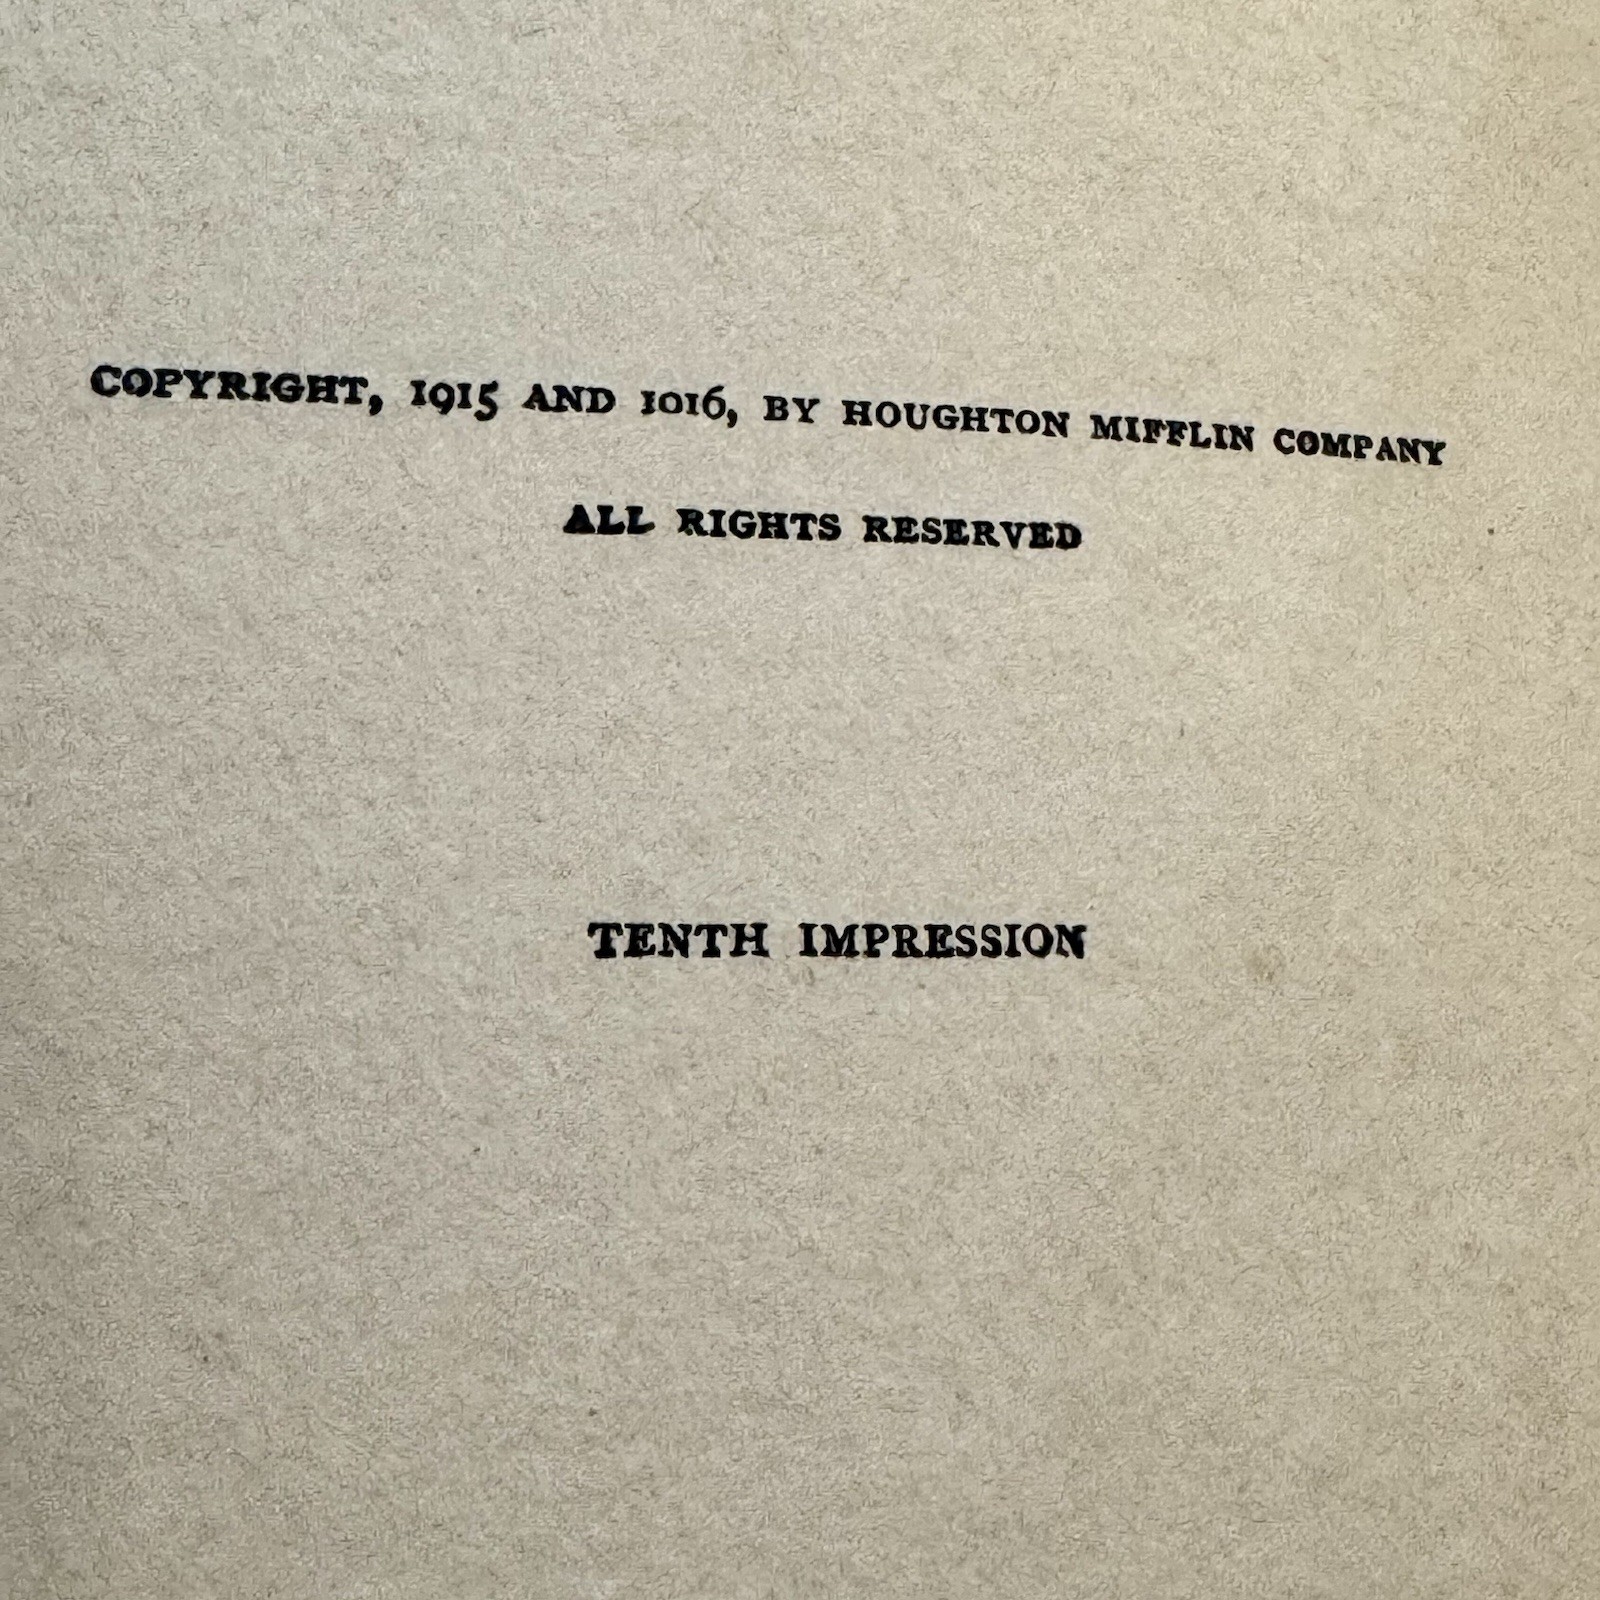 COPYRIGHT, 1915 AND 1016, BY HOUGHTON MIFFLIN COMPANY
ALL RIGHTS RESERVED
TENTH IMPRESSION